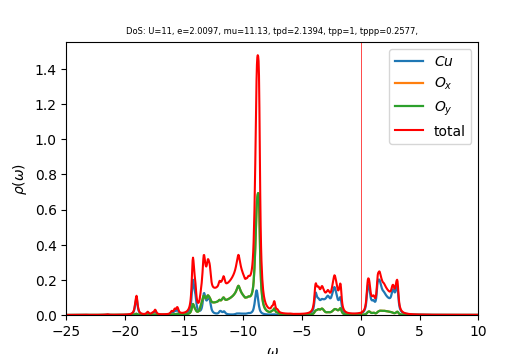 DoS: U=11, e=2.0097, mu=11.13, tpd=2.1394, tpp=1, tppp=0.2577,
ρ(ω)
1.4
1.2
1.0
0.8
0.6
0.4
0.2
0.0
Cu
O_x
O_y
total
−25 −20 −15 −10 −5 0 5 10
ω